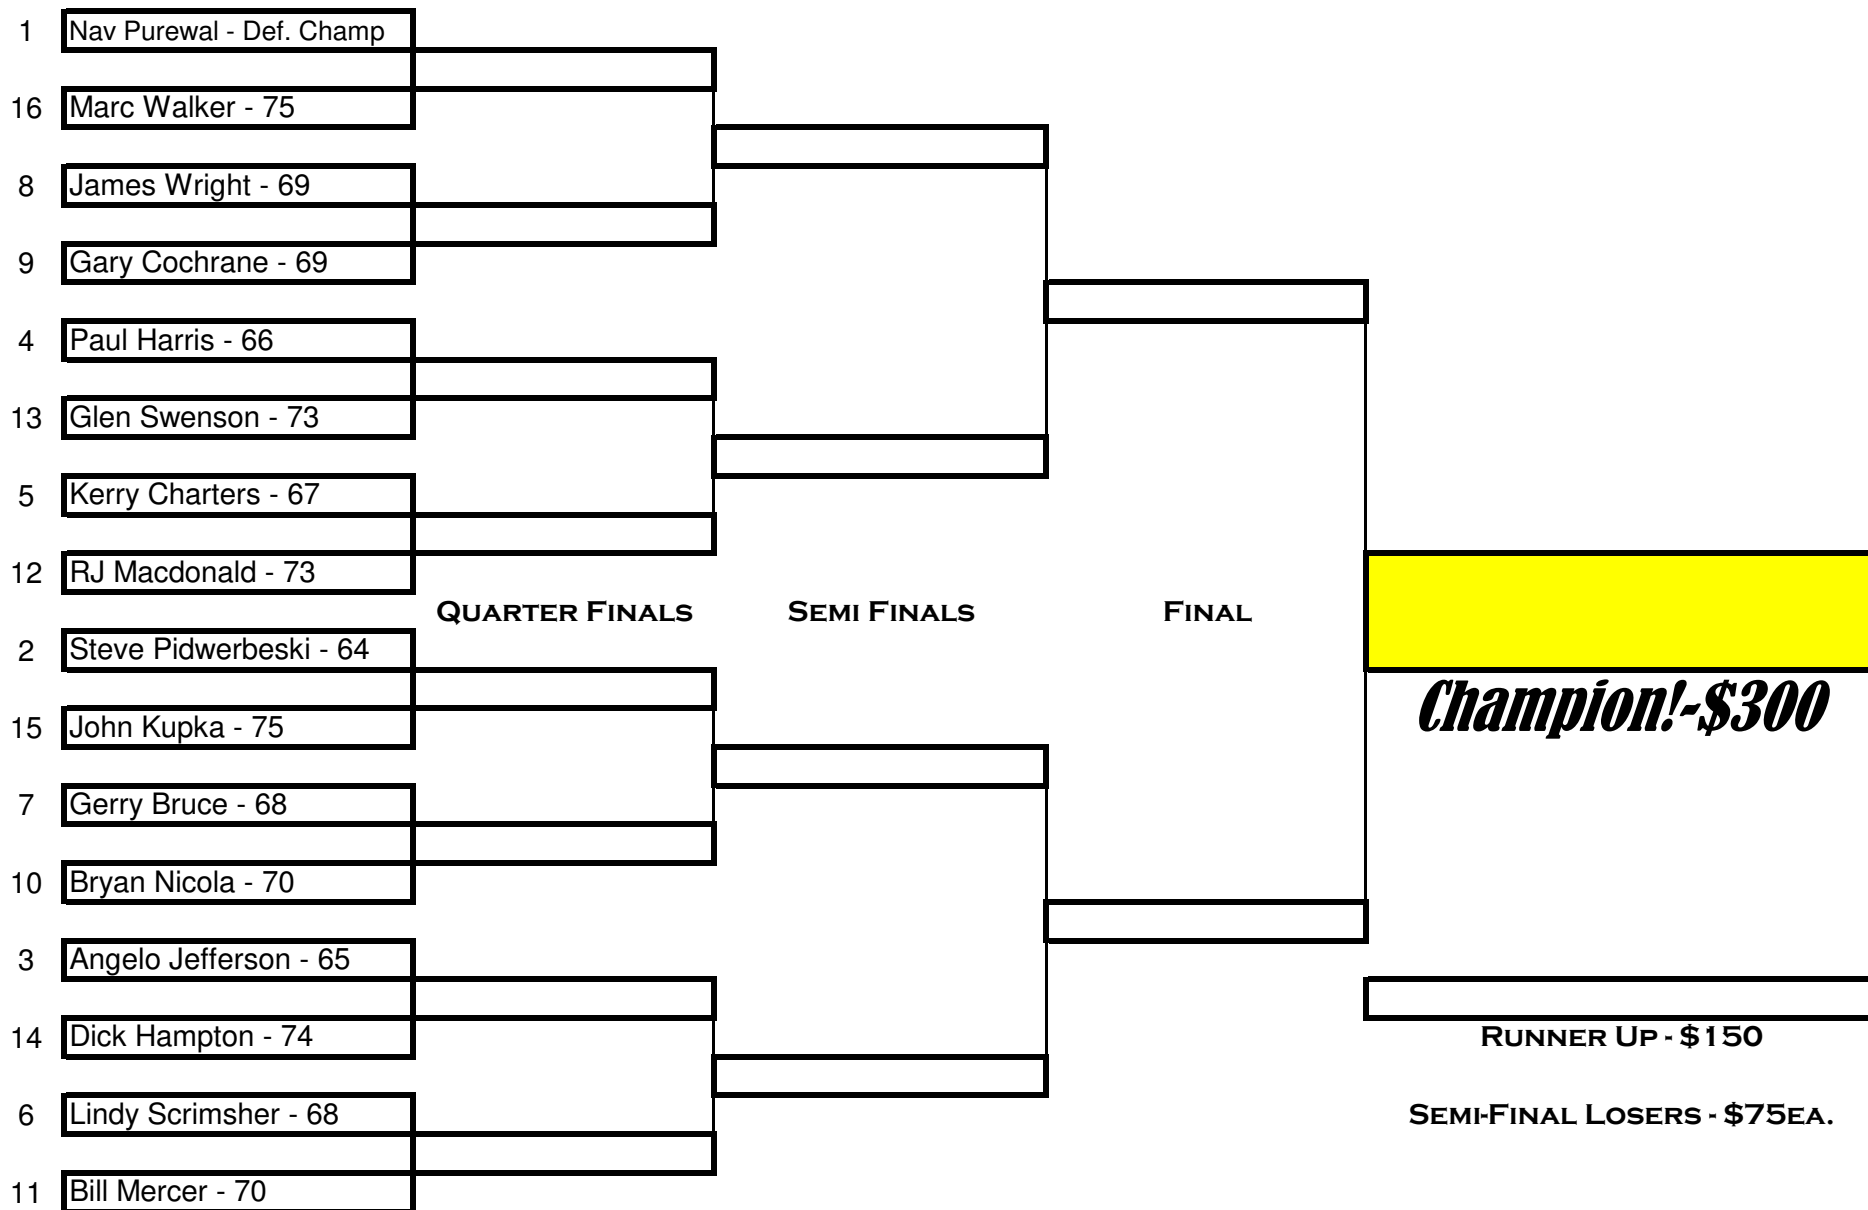 1 Nav Purewal - Def. Champ
16 Marc Walker - 75
8 James Wright - 69
9 Gary Cochrane - 69
4 Paul Harris - 66
13 Glen Swenson - 73
5 Kerry Charters - 67
12 RJ Macdonald - 73
QUARTER FINALS SEMI FINALS FINAL
2 Steve Pidwerbeski - 64
Champion!-$300
15 John Kupka - 75
7 Gerry Bruce - 68
10 Bryan Nicola - 70
3 Angelo Jefferson - 65
14 Dick Hampton - 74
RUNNER UP - $150
6 Lindy Scrimsher - 68
SEMI-FINAL LOSERS - $75EA.
11 Bill Mercer - 70